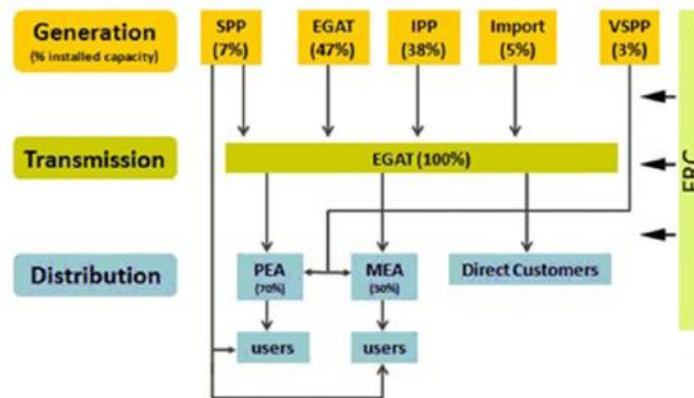 Generation
(% installed capacity)
SPP
(7%)
EGAT
(47%)
IPP
(38%)
Import
(5%)
VSPP
(3%)
Transmission
EGAT (100%)
ERC
Distribution
PEA
(70%)
MEA
(30%)
Direct Customers
users
users